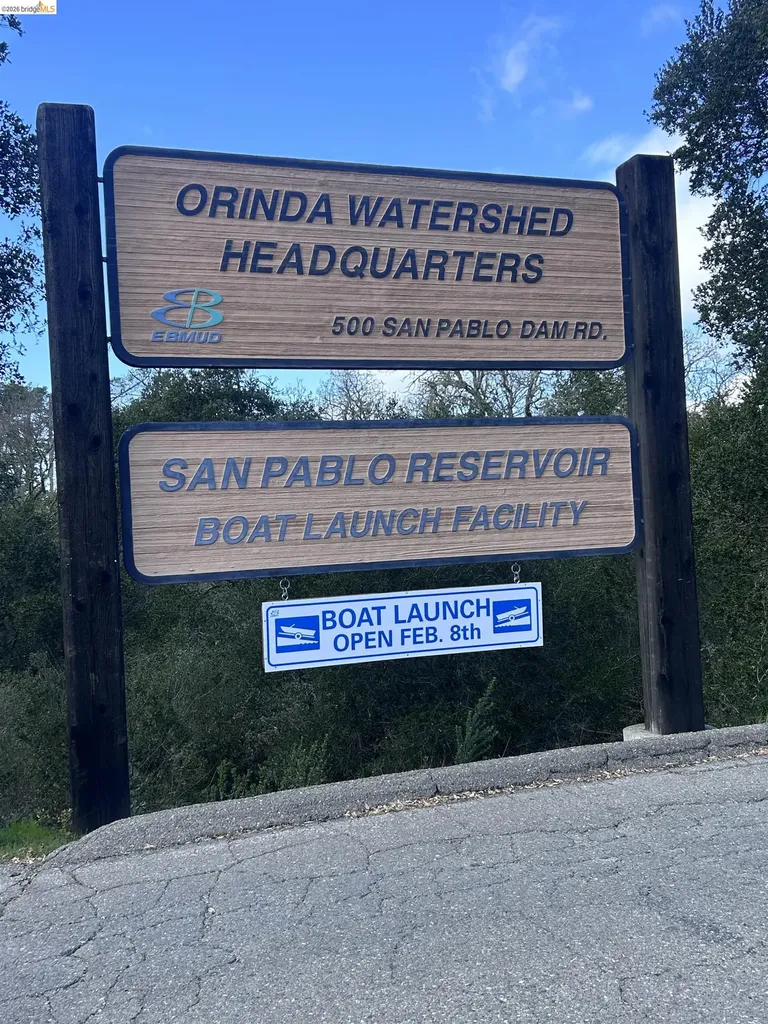 ©2026 bridgeMLS
ORINDA WATERSHED
HEADQUARTERS
EBMUD
500 SAN PABLO DAM RD.
SAN PABLO RESERVOIR
BOAT LAUNCH FACILITY
BOAT LAUNCH
OPEN FEB. 8th